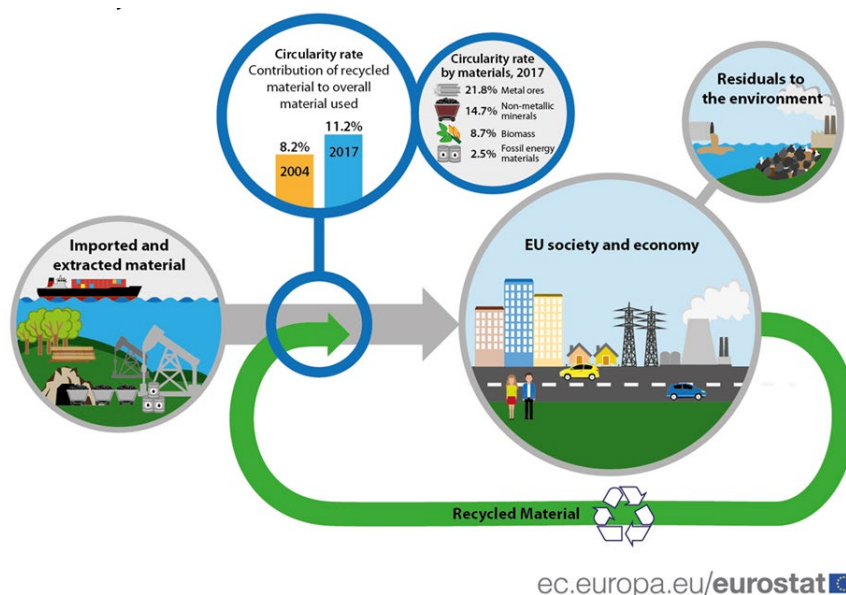 Circularity rate
Contribution of recycled
material to overall
material used
11.2%
8.2%
2017
2004
Circularity rate
by materials, 2017
21.8% Metal ores
14.7% Non-metallic
minerals
8.7% Biomass
2.5% Fossil energy
materials
Residuals to
the environment
Imported and
extracted material
EU society and economy
Recycled Material
ec.europa.eu/eurostat